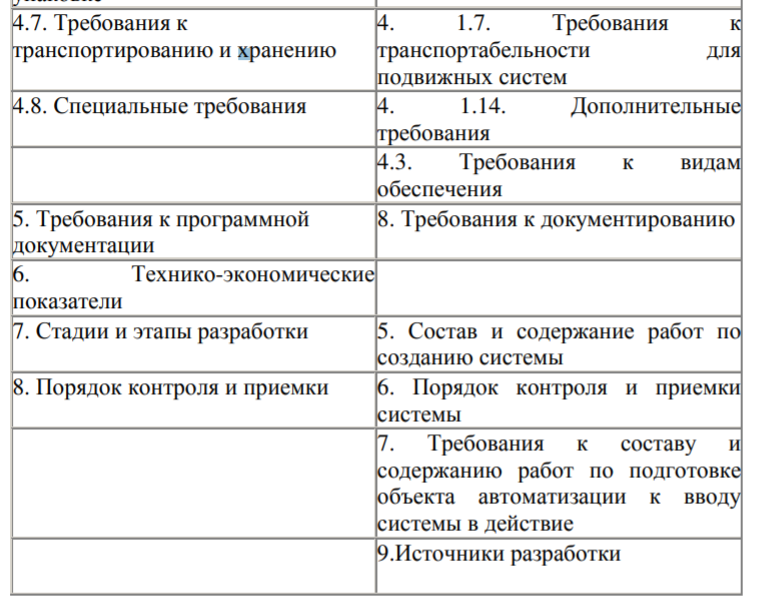 упаковке
4.7. Требования к
транспортированию и хранению
4. 1.7. Требования к
транспортабельности для
подвижных систем
4.8. Специальные требования
4. 1.14. Дополнительные
требования
4.3. Требования к видам
обеспечения
5. Требования к программной
документации
8. Требования к документированию
6. Технико-экономические
показатели
7. Стадии и этапы разработки
5. Состав и содержание работ по
созданию системы
8. Порядок контроля и приемки
6. Порядок контроля и приемки
системы
7. Требования к составу и
содержанию работ по подготовке
объекта автоматизации к вводу
системы в действие
9.Источники разработки